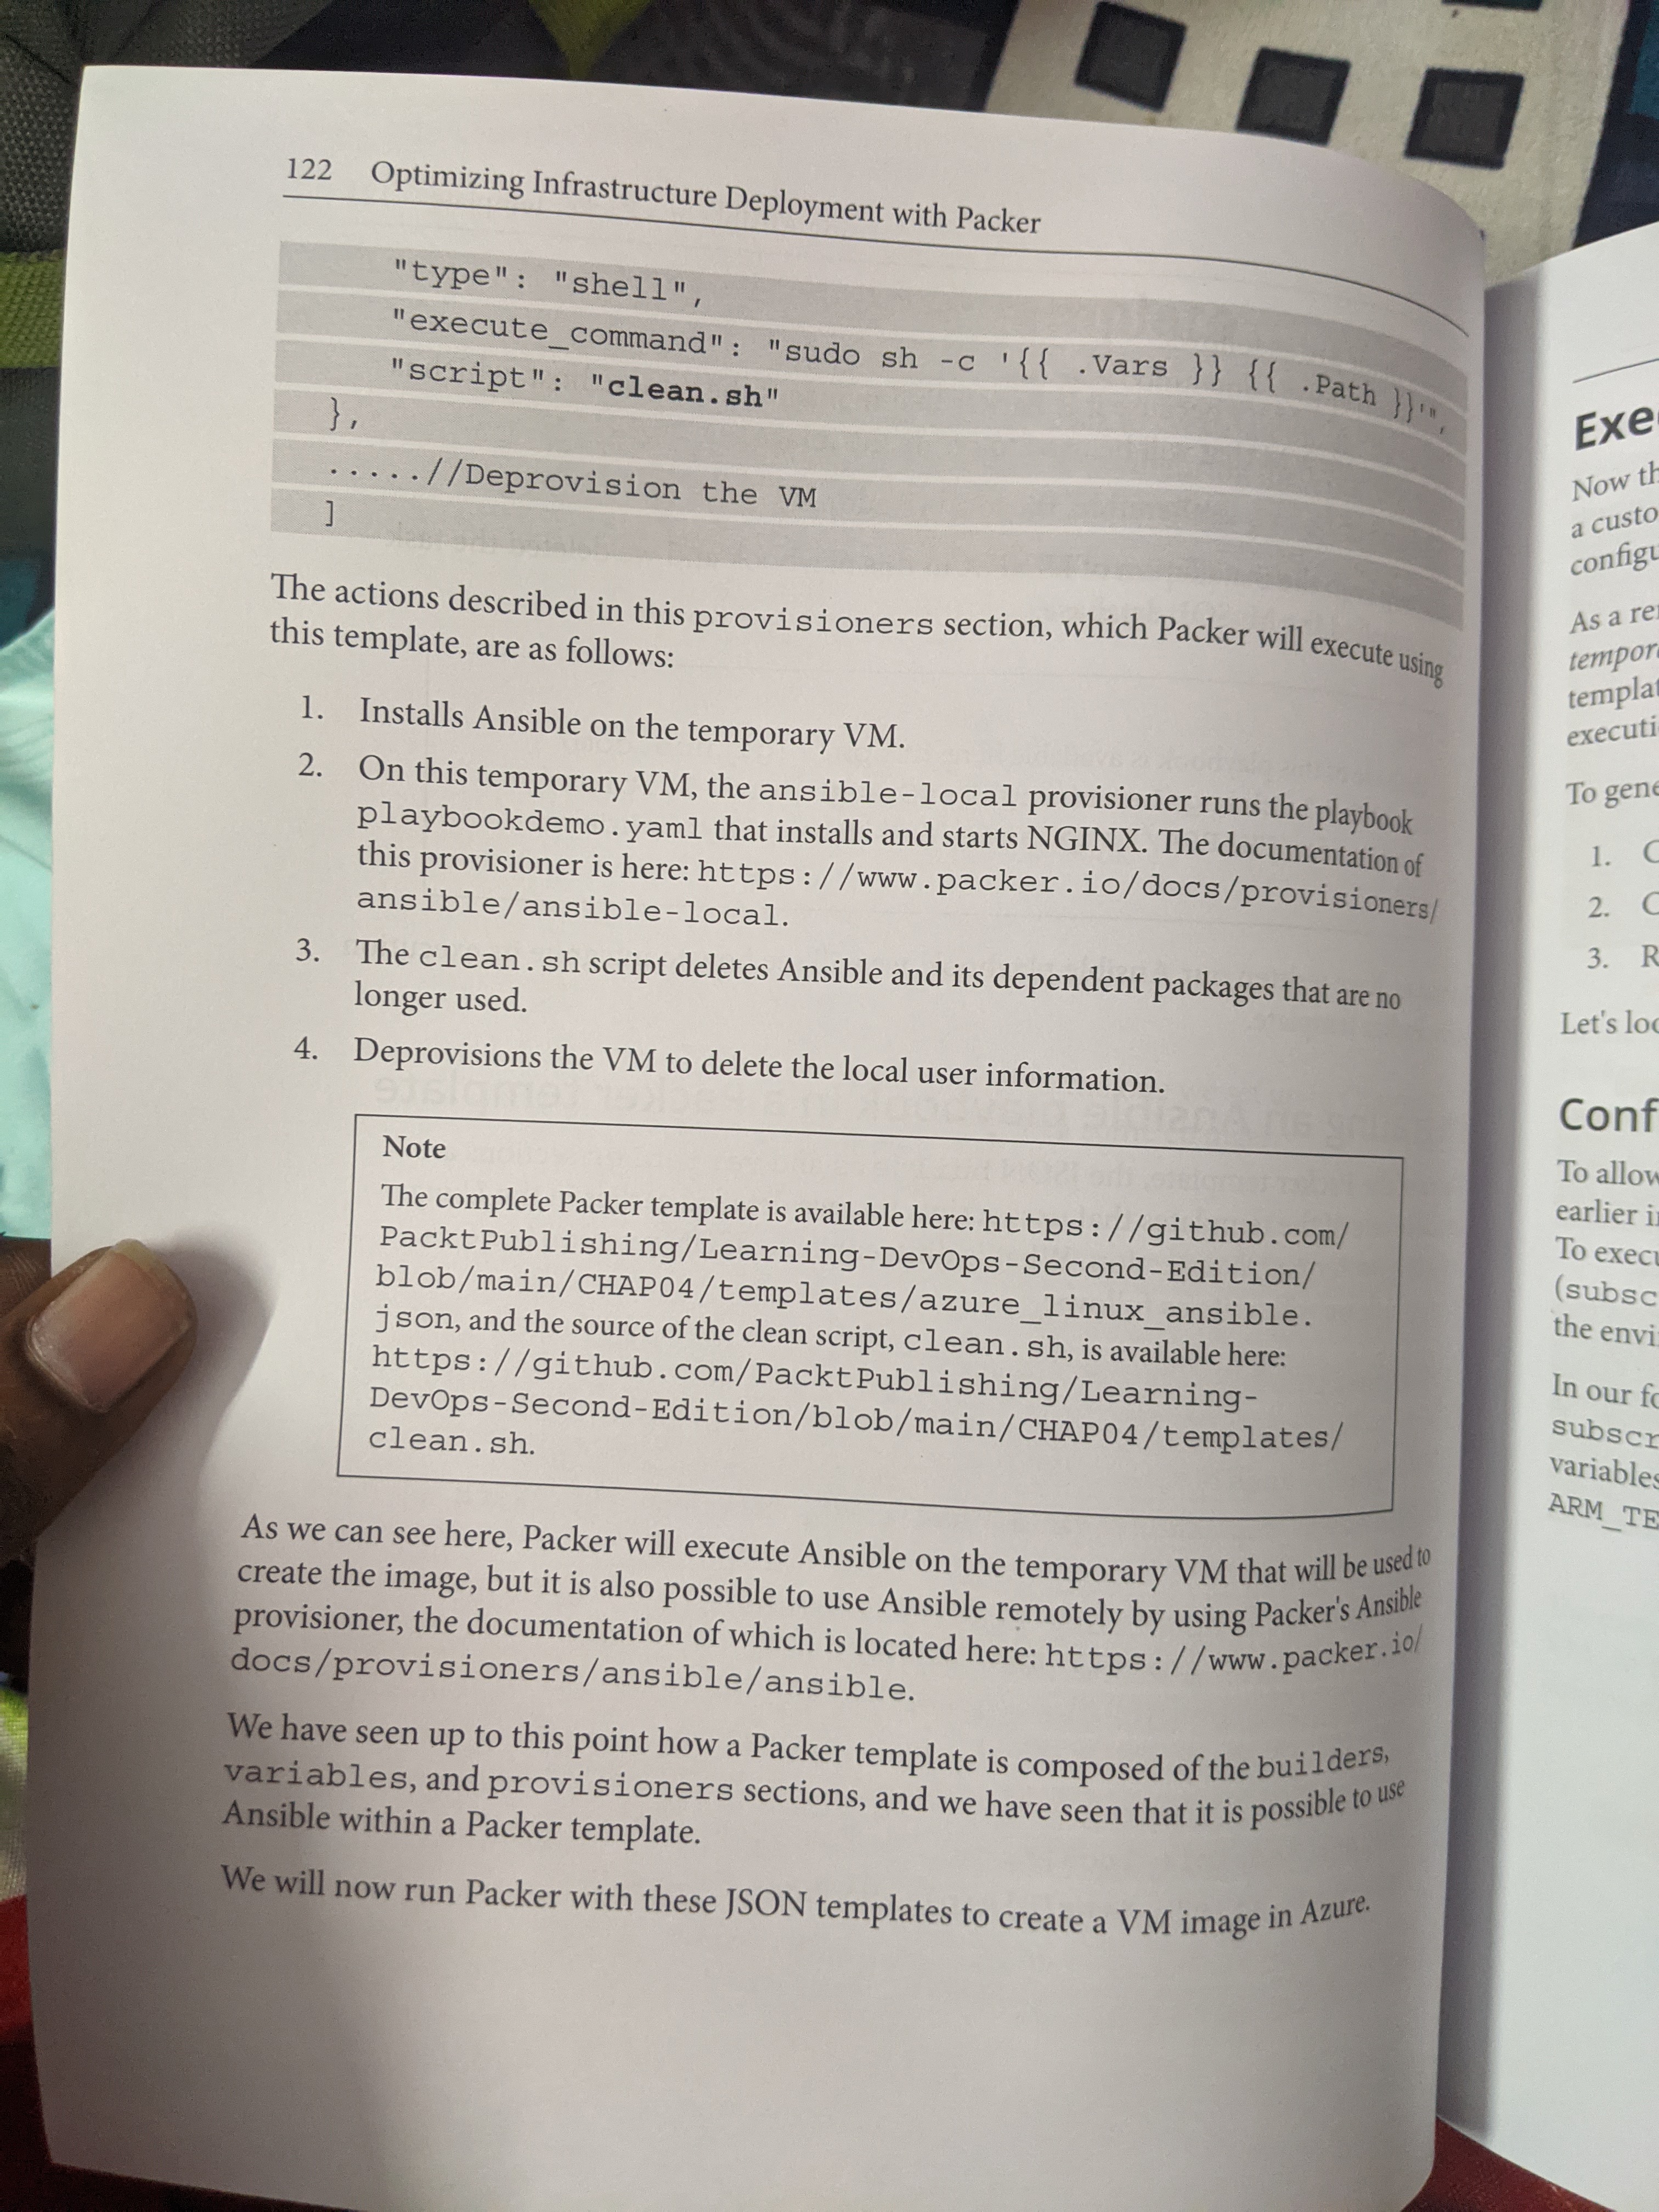 122 Optimizing Infrastructure Deployment with Packer
"type": "shell",
"execute_command": "sudo sh -c '{{ .Vars }} {{ .Path }}'",
"script": "clean.sh"
},
.....//Deprovision the VM
]
The actions described in this provisioners section, which Packer will execute using
this template, are as follows:
1. Installs Ansible on the temporary VM.
2. On this temporary VM, the ansible-local provisioner runs the playbook
playbookdemo.yaml that installs and starts NGINX. The documentation of
this provisioner is here: https://www.packer.io/docs/provisioners/
ansible/ansible-local.
3. The clean.sh script deletes Ansible and its dependent packages that are no
longer used.
4. Deprovisions the VM to delete the local user information.
Note
The complete Packer template is available here: https://github.com/
PacktPublishing/Learning-DevOps-Second-Edition/
blob/main/CHAP04/templates/azure_linux_ansible.
json, and the source of the clean script, clean.sh, is available here:
https://github.com/PacktPublishing/Learning-
DevOps-Second-Edition/blob/main/CHAP04/templates/
clean.sh.
As we can see here, Packer will execute Ansible on the temporary VM that will be used to
create the image, but it is also possible to use Ansible remotely by using Packer's Ansible
provisioner, the documentation of which is located here: https://www.packer.io/
docs/provisioners/ansible/ansible.
We have seen up to this point how a Packer template is composed of the builders,
variables, and provisioners sections, and we have seen that it is possible to use
Ansible within a Packer template.
We will now run Packer with these JSON templates to create a VM image in Azure.
Exe
Now th
a custo
configu
As a re
tempor
templat
executi
To gene
1. C
2. C
3. R
Let's loo
Conf
To allow
earlier i
To execu
(subsc
the envi
In our fo
subscr
variables
ARM_TE